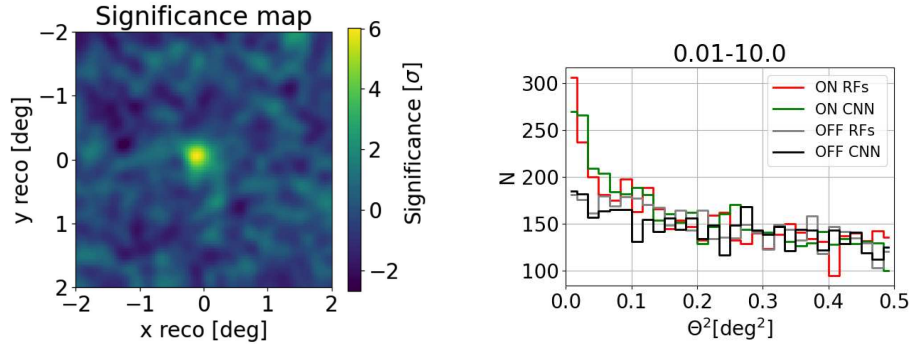 Significance map
−2
−1
0
1
2
−2
−1
0
1
2
x reco [deg]
y reco [deg]
6
4
2
0
−2
Significance [σ]
0.01-10.0
300
250
200
150
100
N
0.0
0.1
0.2
0.3
0.4
0.5
Θ²[deg²]
ON RFs
ON CNN
OFF RFs
OFF CNN